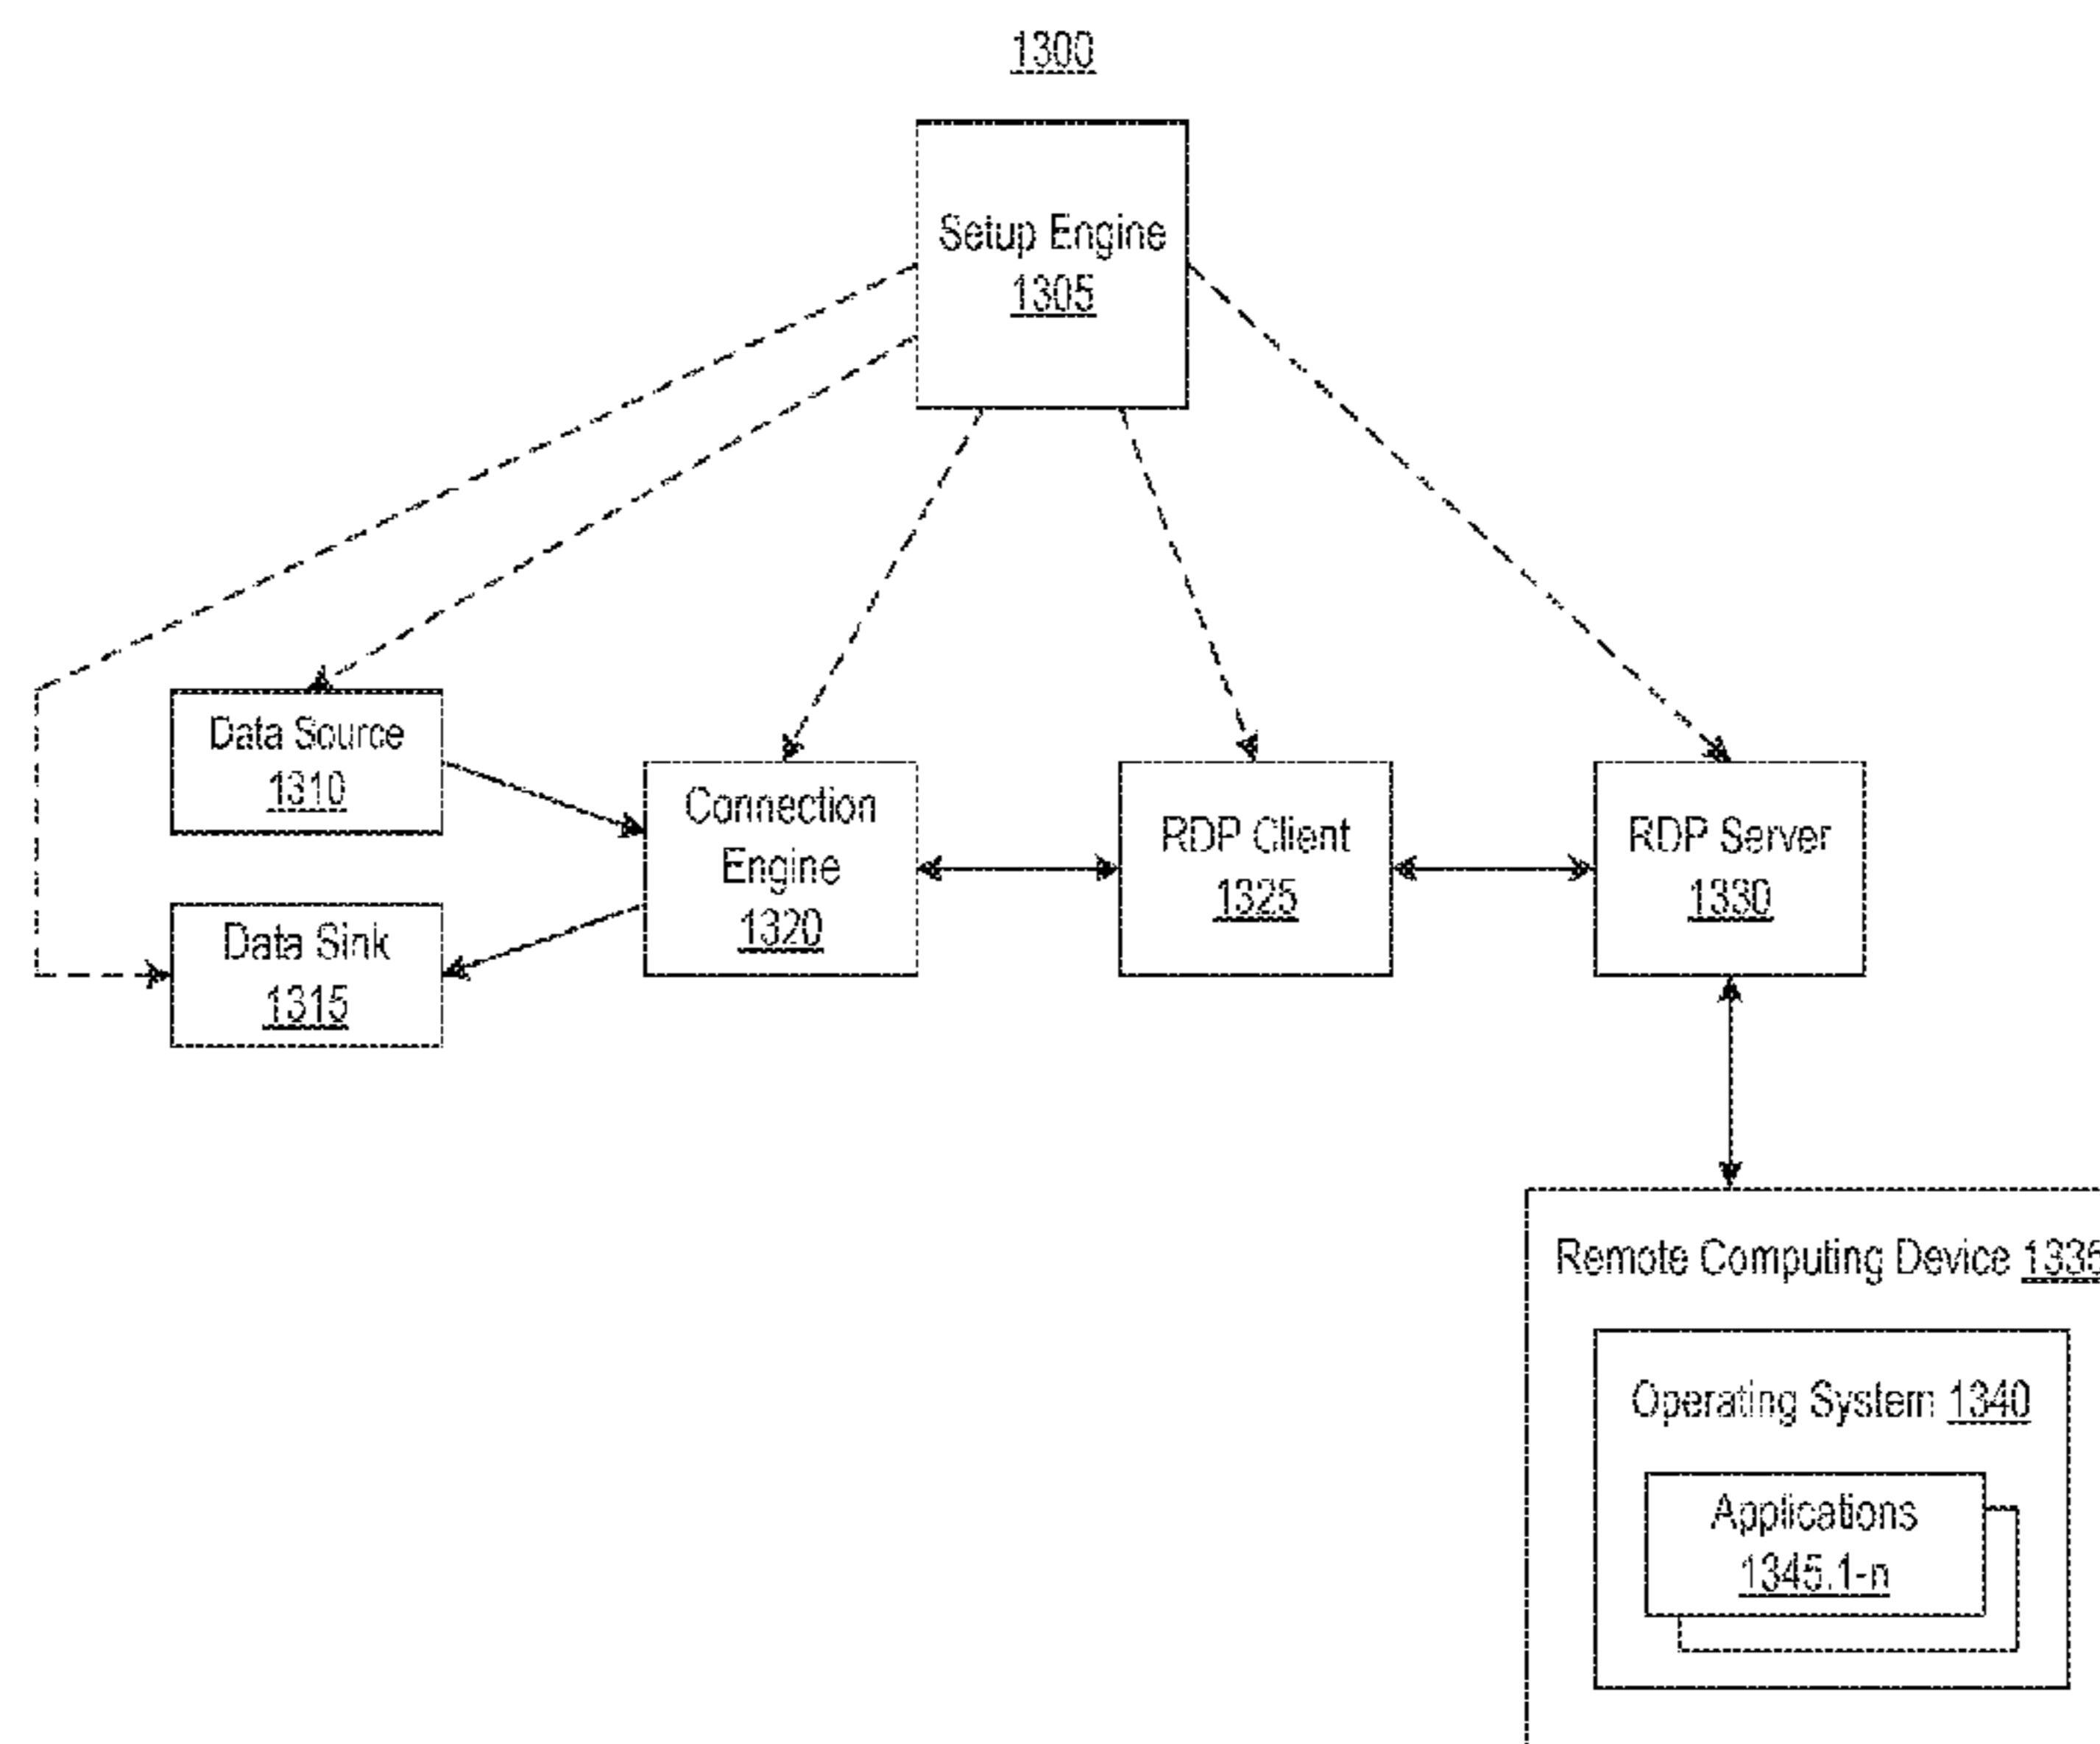 1300
Setup Engine
1305
Data Source
1310
Connection
Engine
1320
RDP Client
1325
RDP Server
1330
Data Sink
1315
Remote Computing Device 1335
Operating System 1340
Applications
1345.1-n